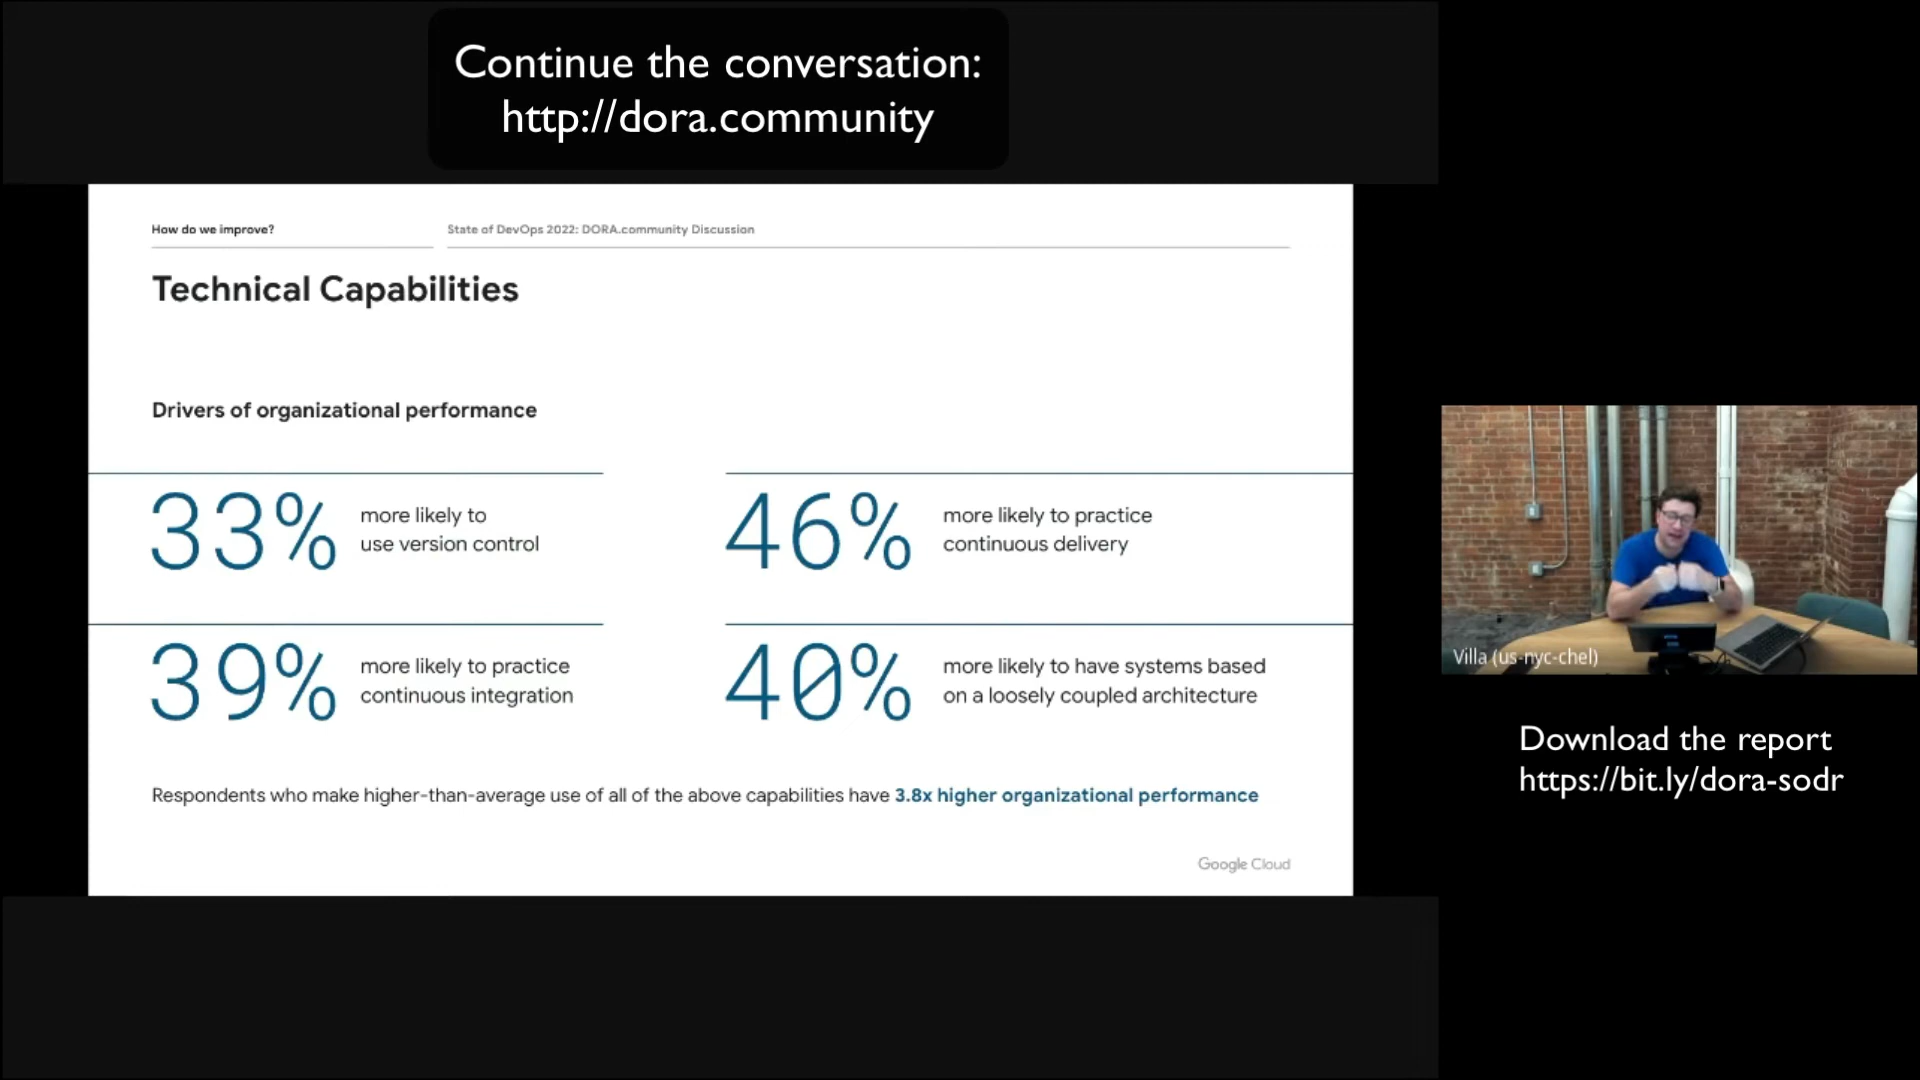 Continue the conversation:
http://dora.community
How do we improve?
State of DevOps 2022: DORA.community Discussion
Technical Capabilities
Drivers of organizational performance
33%
more likely to
use version control
46%
more likely to practice
continuous delivery
39%
more likely to practice
continuous integration
40%
more likely to have systems based
on a loosely coupled architecture
Respondents who make higher-than-average use of all of the above capabilities have 3.8x higher organizational performance
Google Cloud
Villa (us-nyc-chel)
Download the report
https://bit.ly/dora-sodr